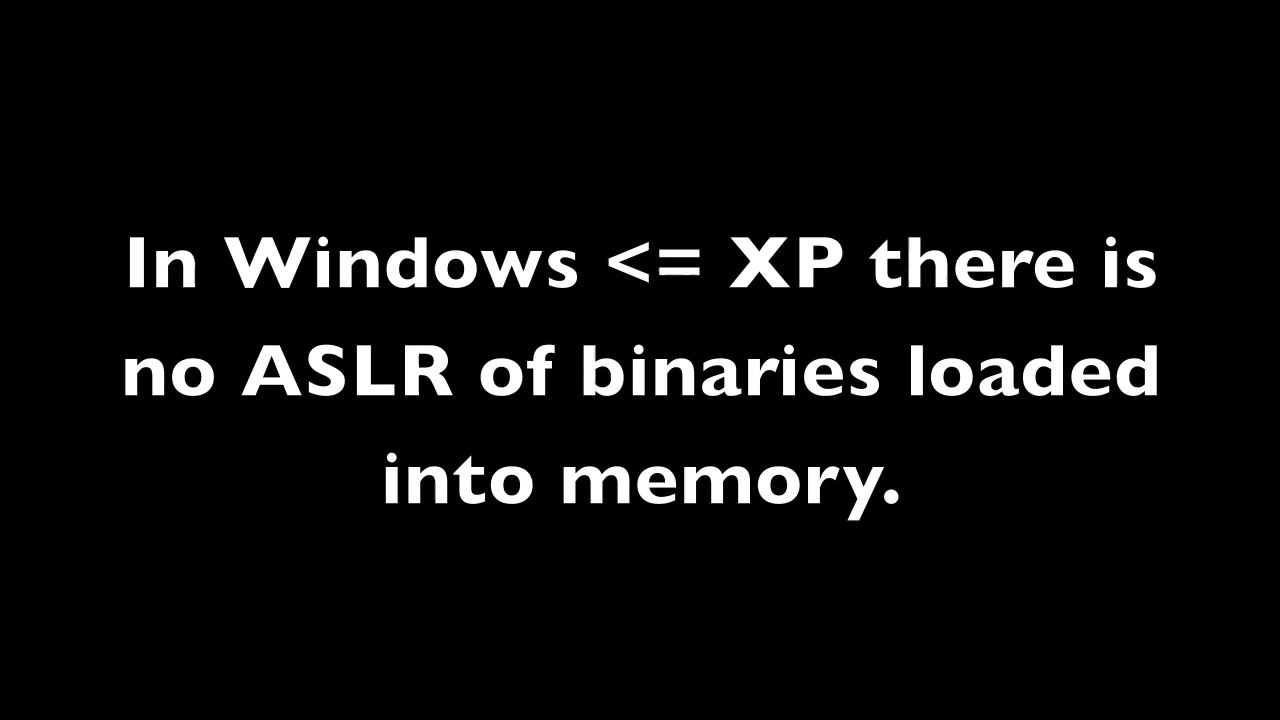 In Windows <= XP there is
no ASLR of binaries loaded
into memory.